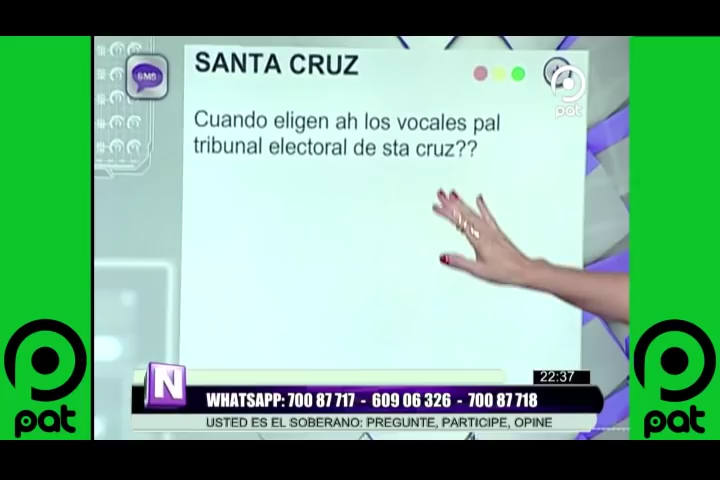 SANTA CRUZ
SMS
pat
Cuando eligen ah los vocales pal
tribunal electoral de sta cruz??
22:37
N
WHATSAPP: 700 87 717 - 609 06 326 - 700 87 718
USTED ES EL SOBERANO: PREGUNTE, PARTICIPE, OPINE
pat
pat